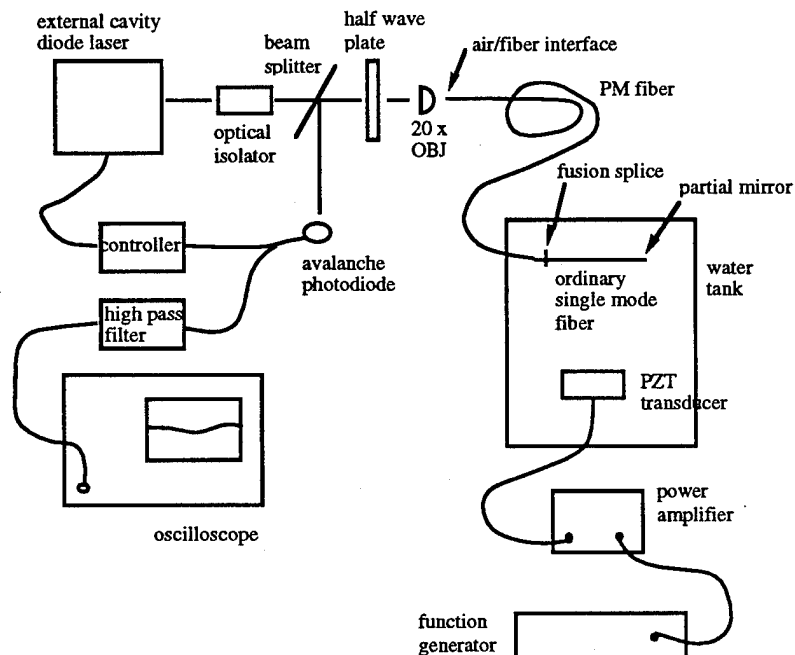 external cavity
diode laser
beam
splitter
half wave
plate
air/fiber interface
PM fiber
optical
isolator
20 x
OBJ
fusion splice
partial mirror
controller
avalanche
photodiode
ordinary
single mode
fiber
water
tank
high pass
filter
PZT
transducer
power
amplifier
oscilloscope
function
generator